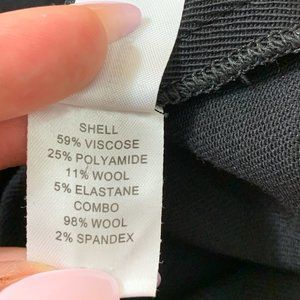 SHELL
59% VISCOSE
25% POLYAMIDE
11% WOOL
5% ELASTANE
COMBO
98% WOOL
2% SPANDEX